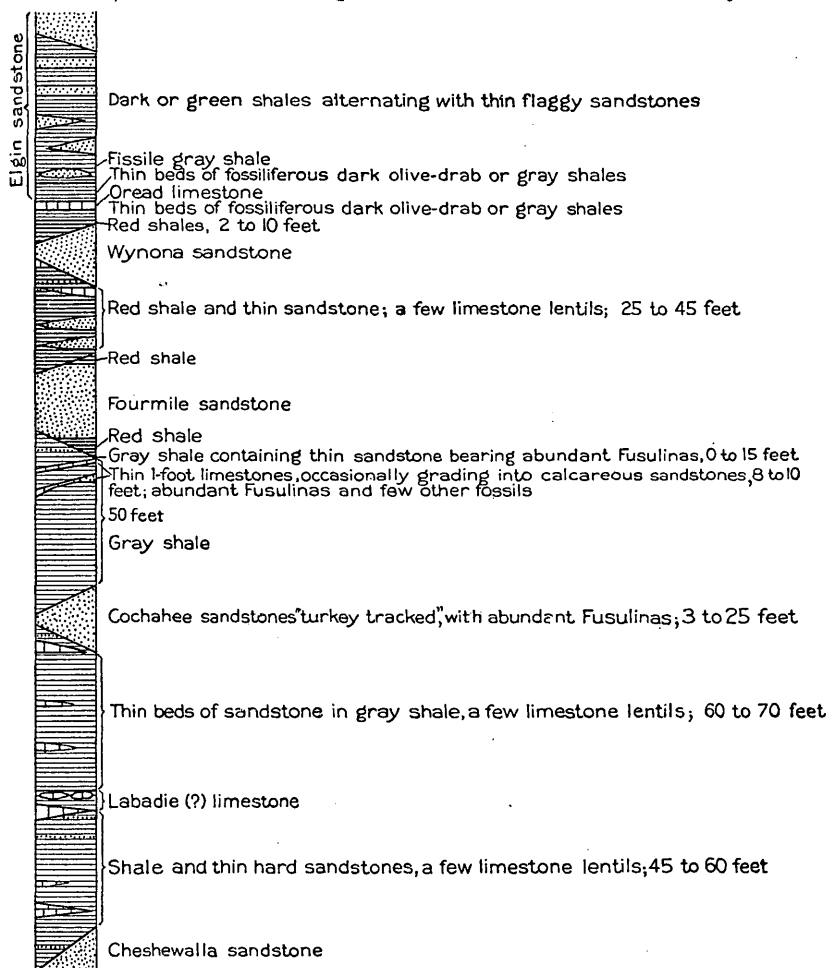 Elgin sandstone
Dark or green shales alternating with thin flaggy sandstones
Fissile gray shale
Thin beds of fossiliferous dark olive-drab or gray shales
Oread limestone
Thin beds of fossiliferous dark olive-drab or gray shales
Red shales, 2 to 10 feet
Wynona sandstone
Red shale and thin sandstone; a few limestone lentils; 25 to 45 feet
Red shale
Fourmile sandstone
Red shale
Gray shale containing thin sandstone bearing abundant Fusulinas, 0 to 15 feet
Thin 1-foot limestones, occasionally grading into calcareous sandstones, 8 to 10
feet; abundant Fusulinas and few other fossils
50 feet
Gray shale
Cochahee sandstones "turkey tracked", with abundant Fusulinas; 3 to 25 feet
Thin beds of sandstone in gray shale, a few limestone lentils; 60 to 70 feet
Labadie (?) limestone
Shale and thin hard sandstones, a few limestone lentils; 45 to 60 feet
Cheshewalla sandstone